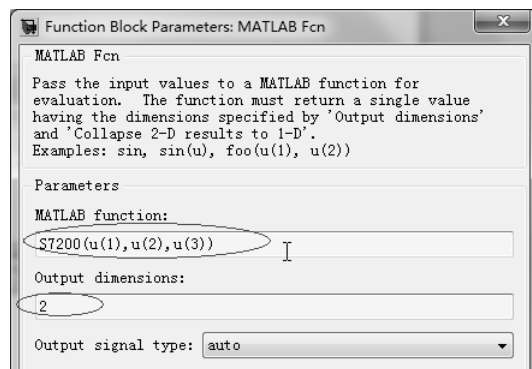 Function Block Parameters: MATLAB Fcn
MATLAB Fcn
Pass the input values to a MATLAB function for
evaluation. The function must return a single value
having the dimensions specified by 'Output dimensions'
and 'Collapse 2-D results to 1-D'.
Examples: sin, sin(u), foo(u(1), u(2))
Parameters
MATLAB function:
S7200(u(1),u(2),u(3))
Output dimensions:
2
Output signal type: auto